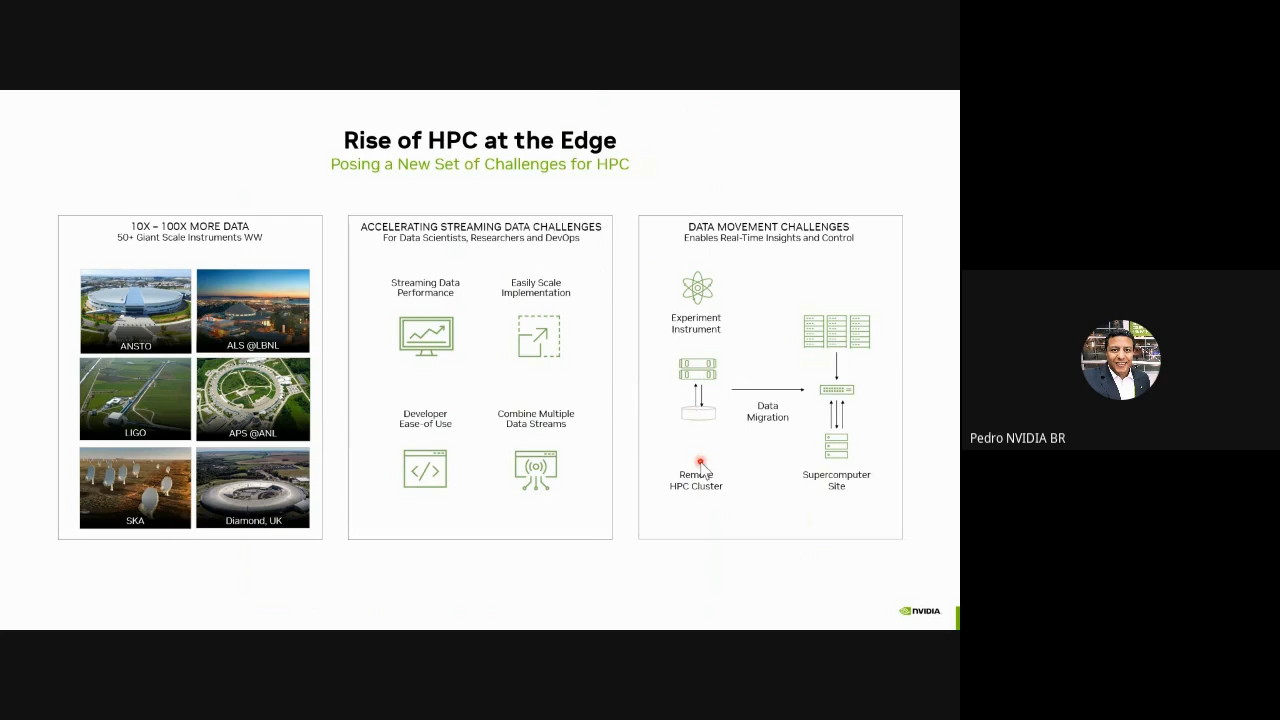 Rise of HPC at the Edge
Posing a New Set of Challenges for HPC
10X – 100X MORE DATA
50+ Giant Scale Instruments WW
ANSTO
ALS @LBNL
LIGO
APS @ANL
SKA
Diamond, UK
ACCELERATING STREAMING DATA CHALLENGES
For Data Scientists, Researchers and DevOps
Streaming Data
Performance
Easily Scale
Implementation
Developer
Ease-of Use
Combine Multiple
Data Streams
DATA MOVEMENT CHALLENGES
Enables Real-Time Insights and Control
Experiment
Instrument
Data
Migration
Remote
HPC Cluster
Supercomputer
Site
NVIDIA.
Pedro NVIDIA BR